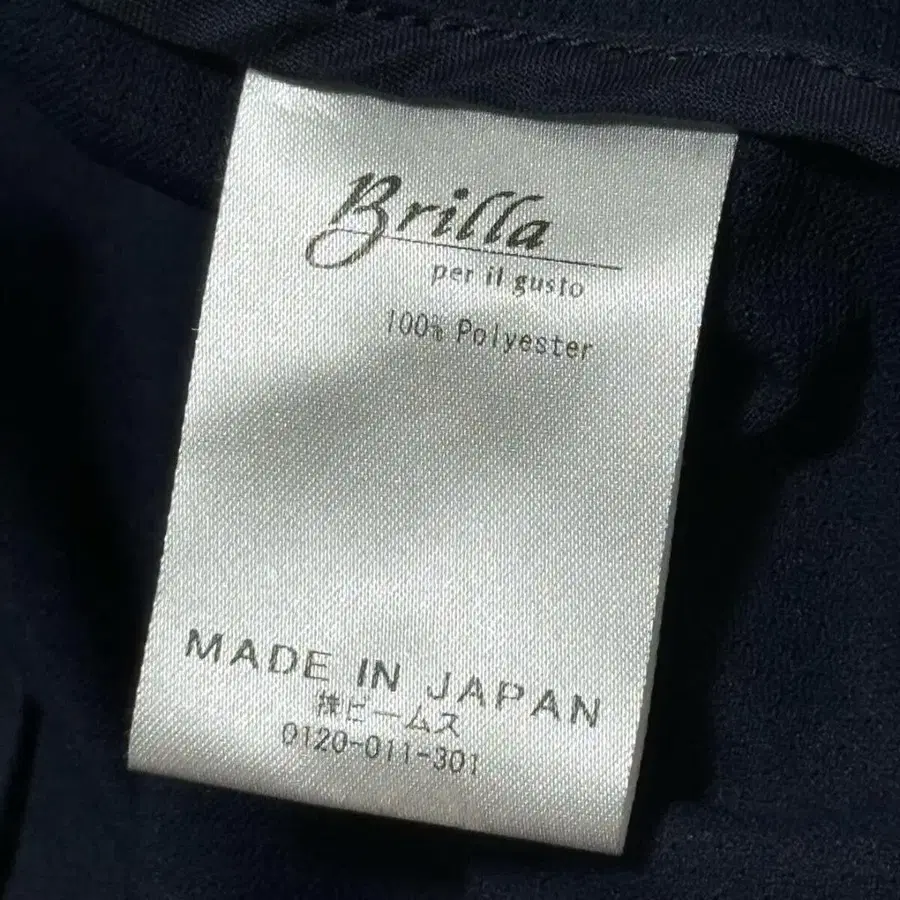 Brilla
per il gusto
100% Polyester
MADE IN JAPAN
㈱ビームス
0120-011-301